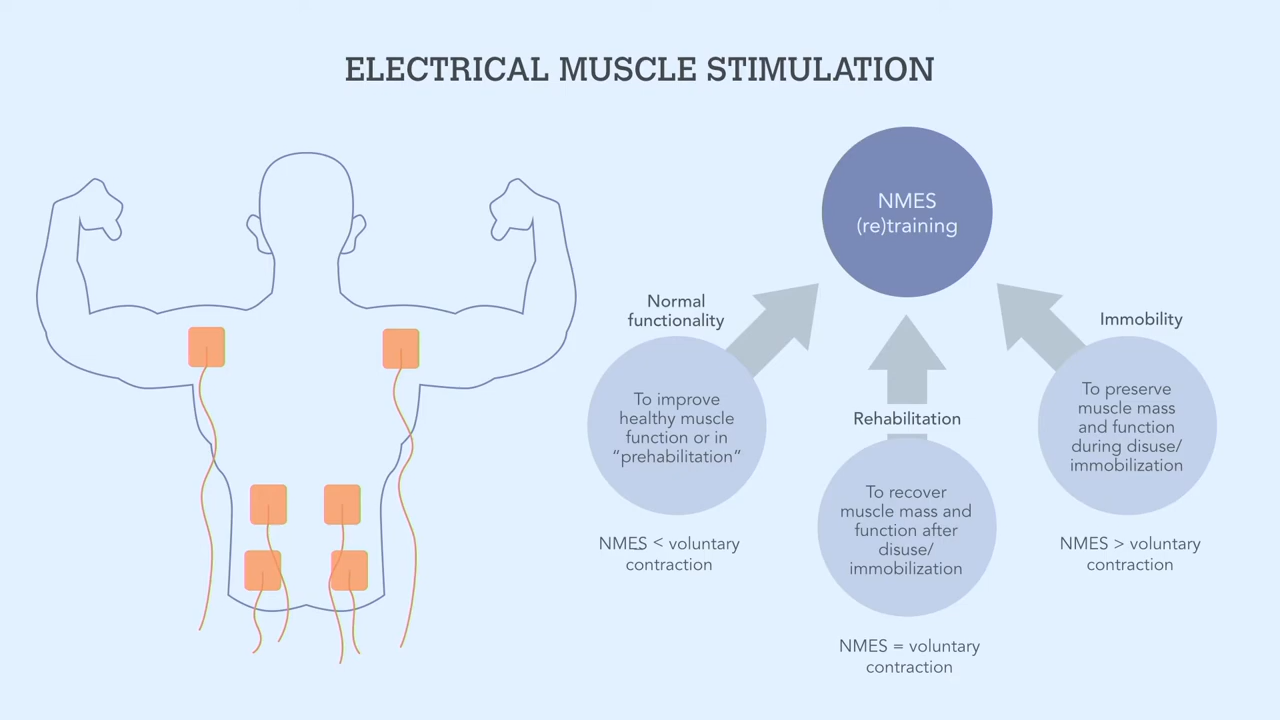 ELECTRICAL MUSCLE STIMULATION
NMES
(re)training
Normal
functionality
To improve
healthy muscle
function or in
“prehabilitation”
NMES < voluntary
contraction
Rehabilitation
To recover
muscle mass and
function after
disuse/
immobilization
NMES = voluntary
contraction
Immobility
To preserve
muscle mass
and function
during disuse/
immobilization
NMES > voluntary
contraction